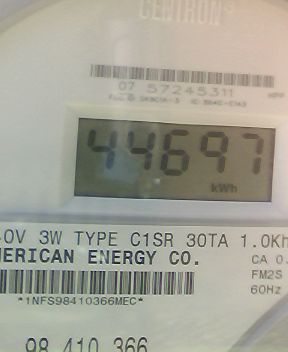 CENTRON®
07 57245311
44697
kWh
40V 3W TYPE C1SR 30TA 1.0Kh
MERICAN ENERGY CO.
CA 0.
FM2S
60Hz
*1NFS98410366MEC*
98 410 366